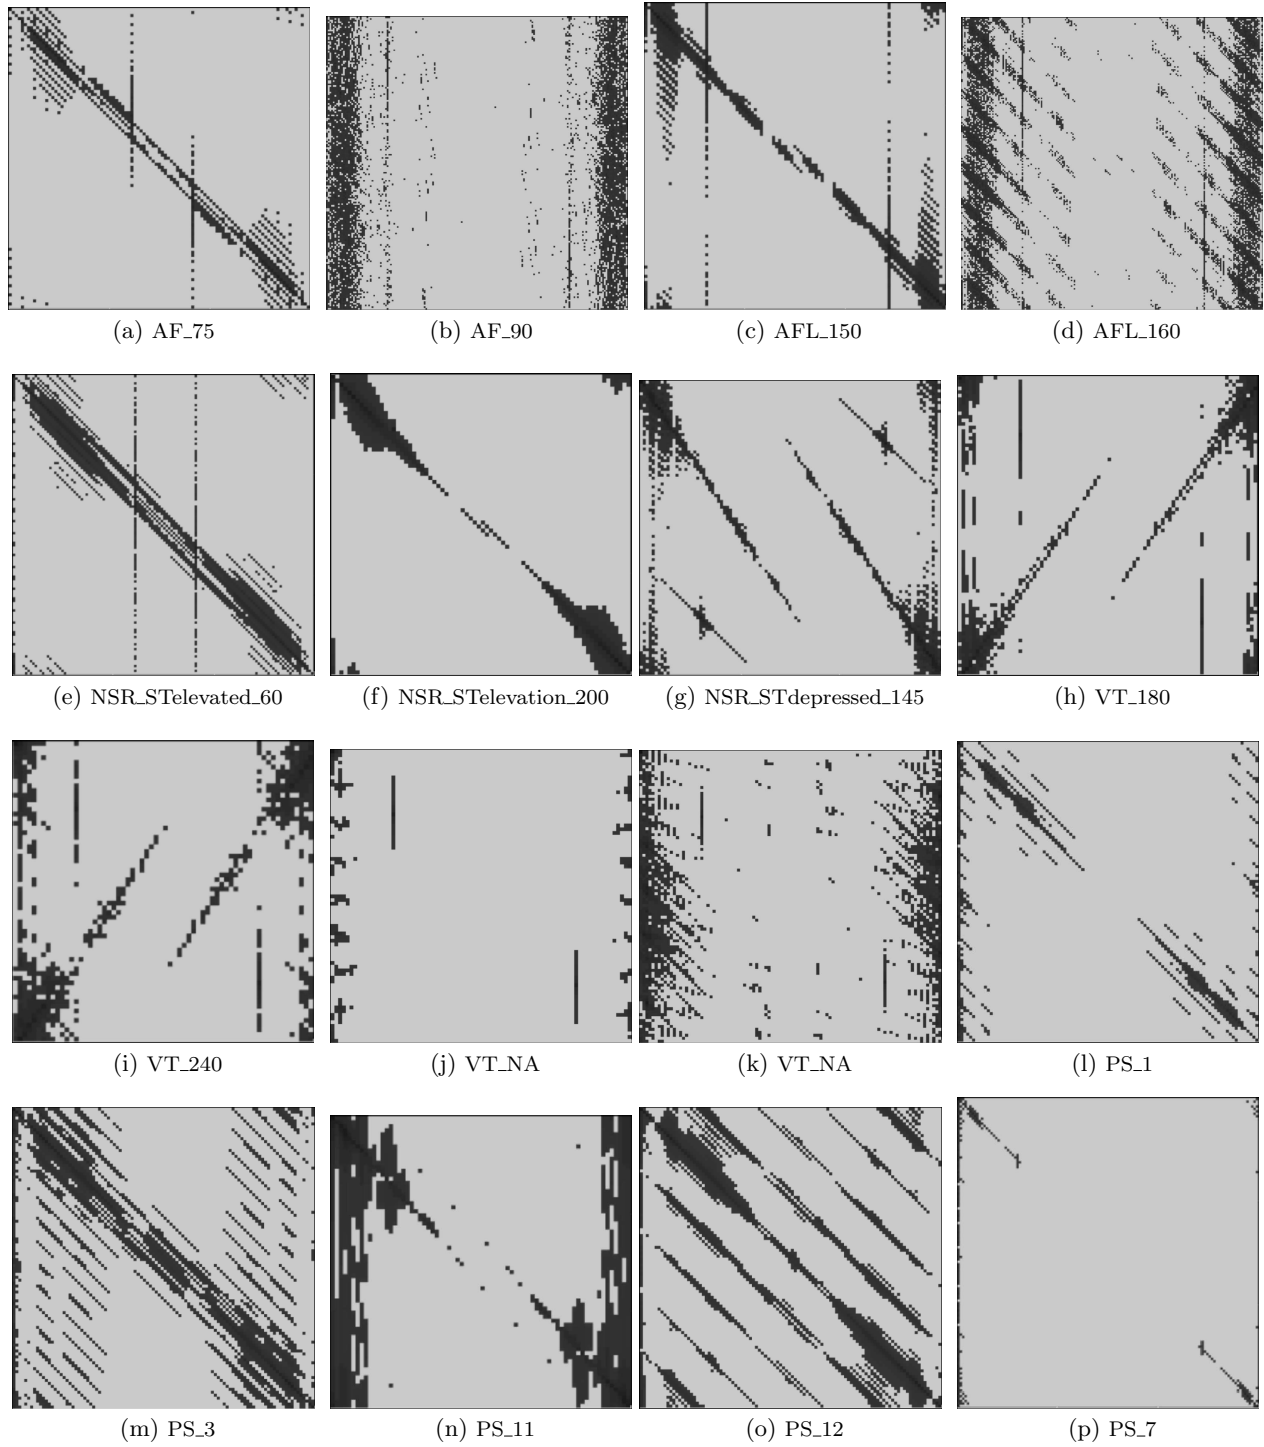 (a) AF_75
(b) AF_90
(c) AFL_150
(d) AFL_160
(e) NSR_STelevated_60
(f) NSR_STelevation_200
(g) NSR_STdepressed_145
(h) VT_180
(i) VT_240
(j) VT_NA
(k) VT_NA
(l) PS_1
(m) PS_3
(n) PS_11
(o) PS_12
(p) PS_7